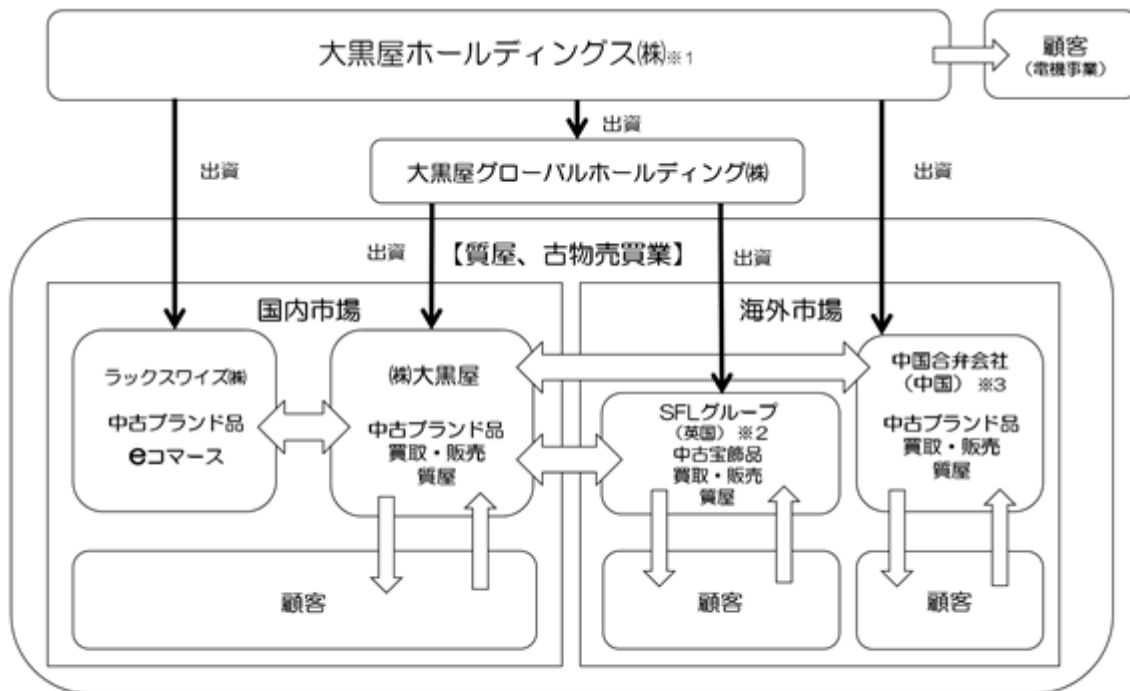 大黒屋ホールディングス㈱※1
顧客
(電機事業)
出資
出資
出資
大黒屋グローバルホールディング㈱
出資
【質屋、古物売買業】
出資
国内市場
海外市場
ラックスワイズ㈱
中古ブランド品
eコマース
㈱大黒屋
中古ブランド品
買取・販売
質屋
SFLグループ
(英国) ※2
中古宝飾品
買取・販売
質屋
中国合弁会社
(中国) ※3
中古ブランド品
買取・販売
質屋
顧客
顧客
顧客